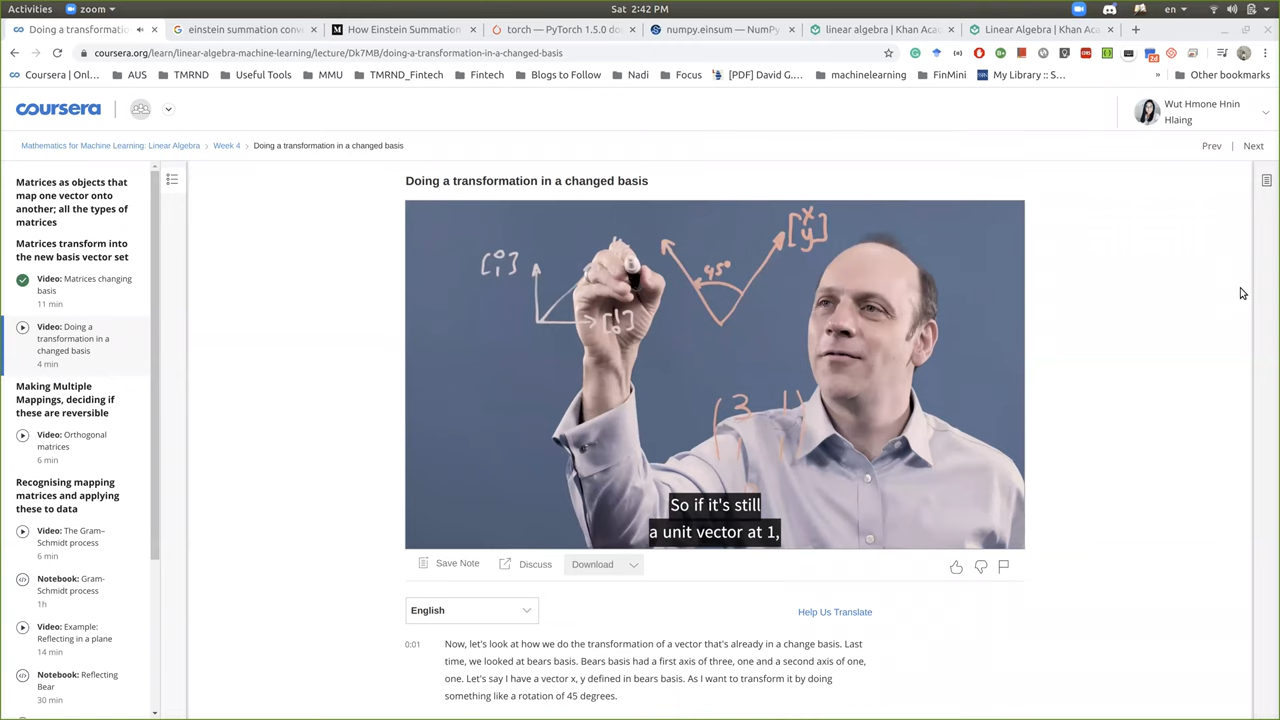 Activities
zoom
Sat 2:42 PM
en
Doing a transformatio
einstein summation conve
How Einstein Summation
torch — PyTorch 1.5.0 do
numpy.einsum — NumPy
linear algebra | Khan Acad
Linear Algebra | Khan Aca
coursera.org/learn/linear-algebra-machine-learning/lecture/Dk7MB/doing-a-transformation-in-a-changed-basis
Coursera | Onl...
AUS
TMRND
Useful Tools
MMU
TMRND_Fintech
Fintech
Blogs to Follow
Nadi
Focus
[PDF] David G....
machinelearning
FinMini
My Library :: S...
»
Other bookmarks
coursera
Wut Hmone Hnin
Hlaing
Mathematics for Machine Learning: Linear Algebra > Week 4 > Doing a transformation in a changed basis
Prev
Next
Matrices as objects that
map one vector onto
another; all the types of
matrices
Matrices transform into
the new basis vector set
Video: Matrices changing
basis
11 min
Video: Doing a
transformation in a
changed basis
4 min
Making Multiple
Mappings, deciding if
these are reversible
Video: Orthogonal
matrices
6 min
Recognising mapping
matrices and applying
these to data
Video: The Gram–
Schmidt process
6 min
Notebook: Gram-
Schmidt process
1h
Video: Example:
Reflecting in a plane
14 min
Notebook: Reflecting
Bear
30 min
Doing a transformation in a changed basis
[0
1]
[1
0]
45°
[x
y]
(3 1)
So if it's still
a unit vector at 1,
Save Note
Discuss
Download
English
Help Us Translate
0:01
Now, let's look at how we do the transformation of a vector that's already in a change basis. Last
time, we looked at bears basis. Bears basis had a first axis of three, one and a second axis of one,
one. Let's say I have a vector x, y defined in bears basis. As I want to transform it by doing
something like a rotation of 45 degrees.